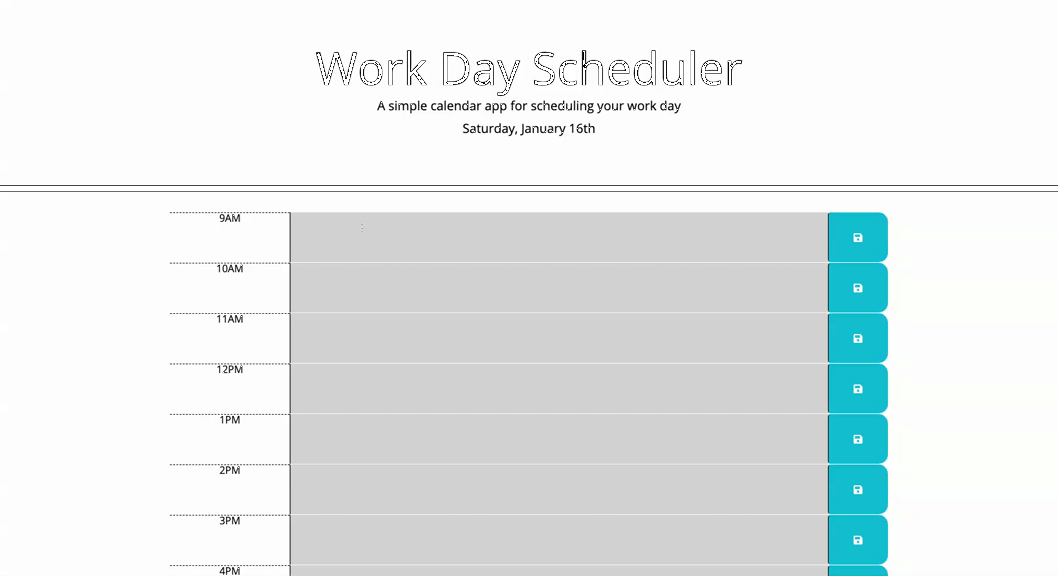 Work Day Scheduler
A simple calendar app for scheduling your work day
Saturday, January 16th
9AM
10AM
11AM
12PM
1PM
2PM
3PM
4PM